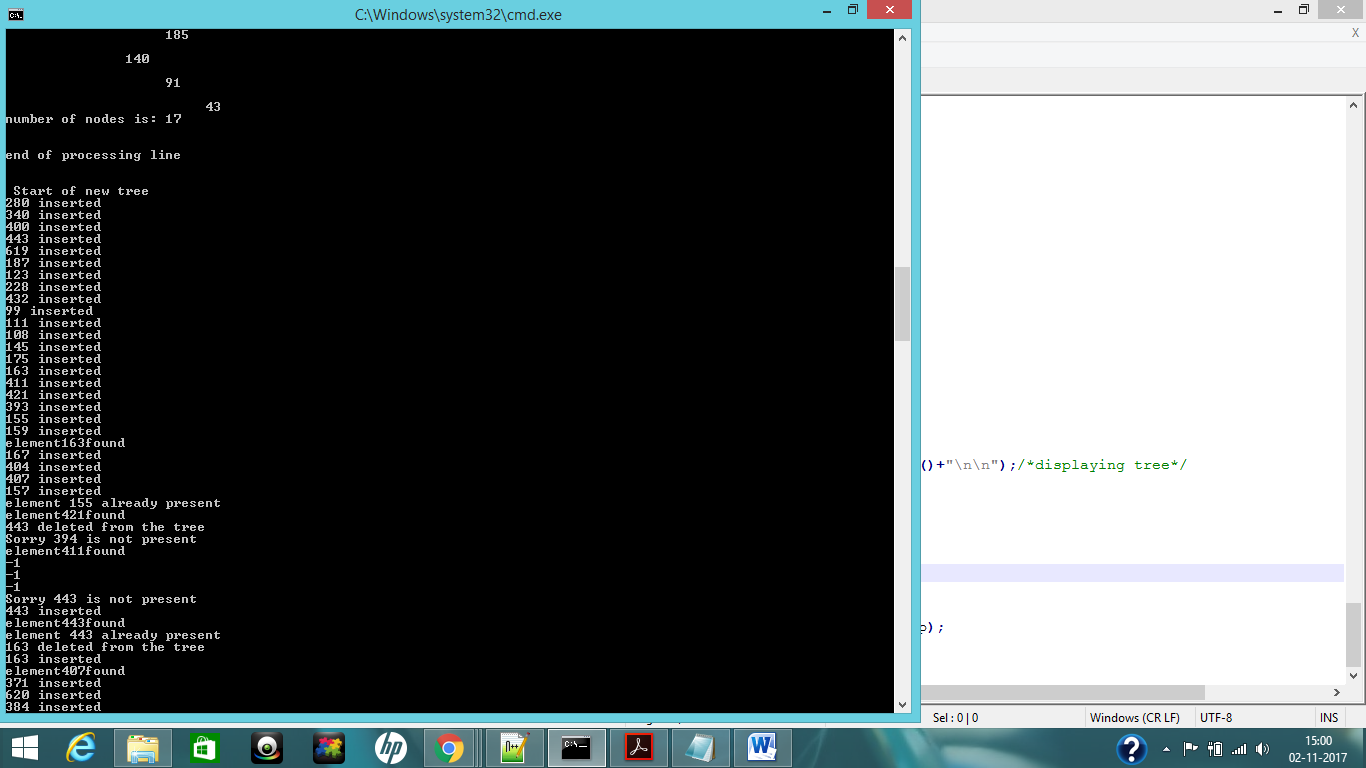 C:\Windows\system32\cmd.exe
185
140
91
43
number of nodes is: 17
end of processing line
Start of new tree
280 inserted
340 inserted
400 inserted
443 inserted
619 inserted
187 inserted
123 inserted
228 inserted
432 inserted
99 inserted
111 inserted
108 inserted
145 inserted
175 inserted
163 inserted
411 inserted
421 inserted
393 inserted
155 inserted
159 inserted
element163found
167 inserted
404 inserted
407 inserted
157 inserted
element 155 already present
element421found
443 deleted from the tree
Sorry 394 is not present
element411found
-1
-1
-1
Sorry 443 is not present
443 inserted
element443found
element 443 already present
163 deleted from the tree
163 inserted
element407found
371 inserted
620 inserted
384 inserted
X
()+"\n\n");/*displaying tree*/
);
Sel : 0 | 0
Windows (CR LF)
UTF-8
INS
hp
15:00
02-11-2017